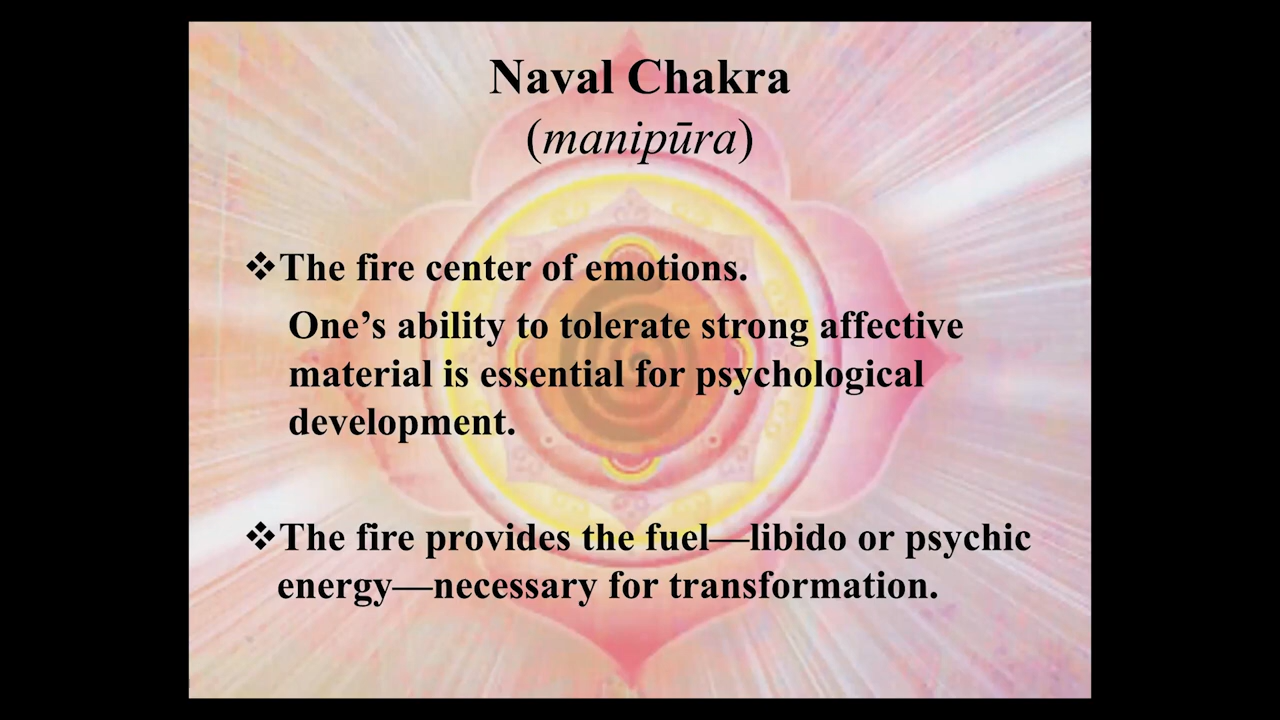 Naval Chakra
(manipūra)
❖The fire center of emotions.
One’s ability to tolerate strong affective
material is essential for psychological
development.
❖The fire provides the fuel—libido or psychic
energy—necessary for transformation.